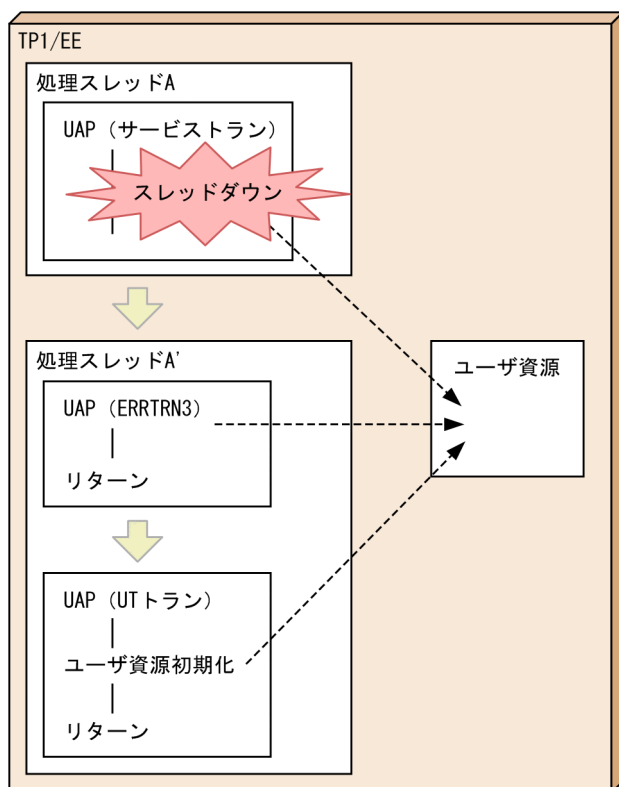 TP1/EE
処理スレッドA
UAP（サービストラン）
スレッドダウン
処理スレッドA'
UAP（ERRTRN3）
リターン
ユーザ資源
UAP（UTトラン）
ユーザ資源初期化
リターン